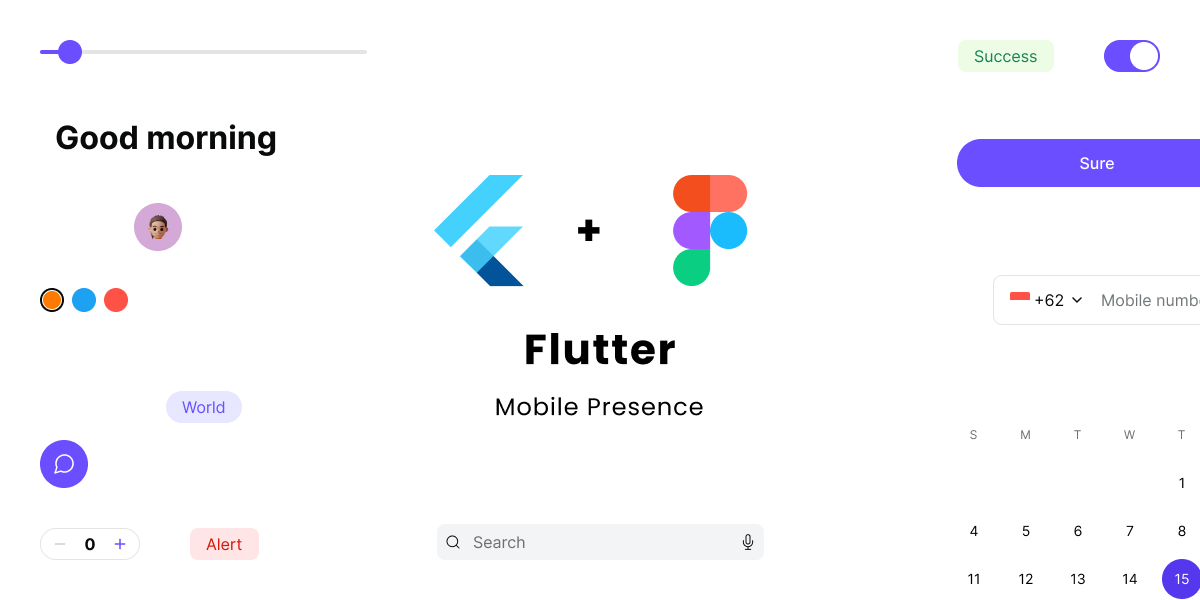 Success
Good morning
Sure
+62 Mobile numbe
Flutter
Mobile Presence
World
S M T W T
1
4 5 6 7 8
0
Alert
Search
11 12 13 14 15